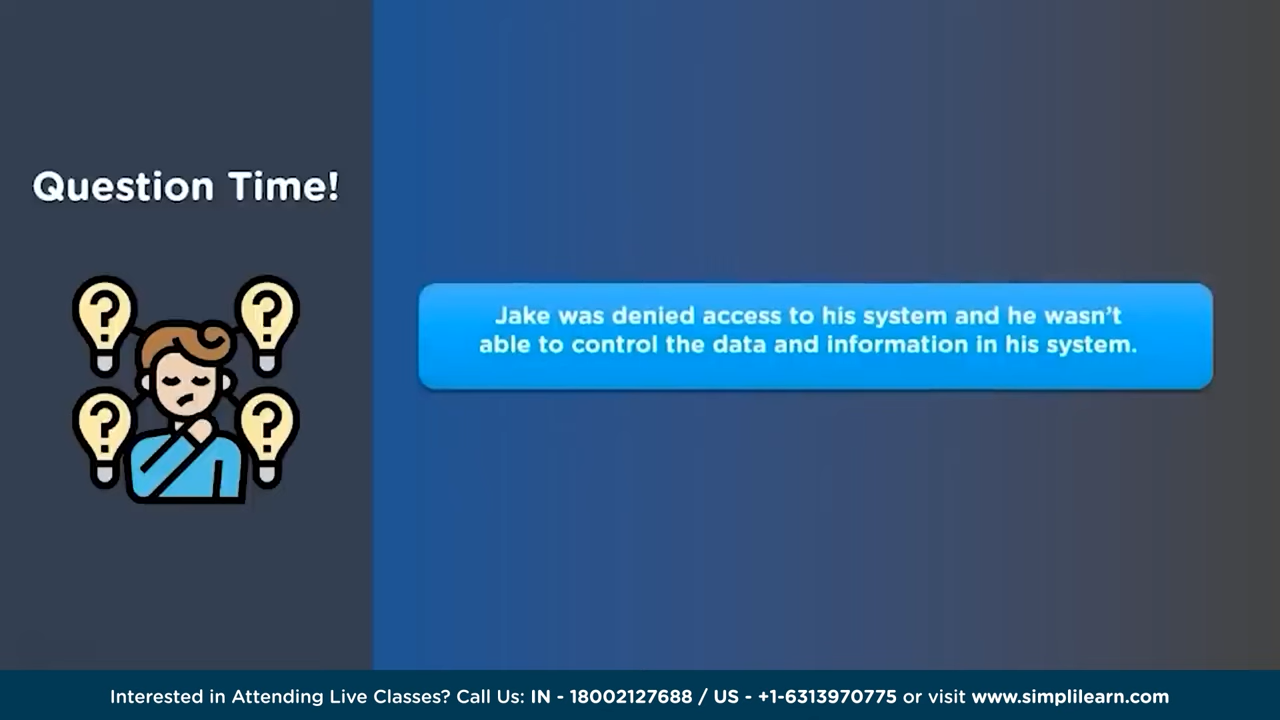 Question Time!
Jake was denied access to his system and he wasn't
able to control the data and information in his system.
Interested in Attending Live Classes? Call Us: IN - 18002127688 / US - +1-6313970775 or visit www.simplilearn.com